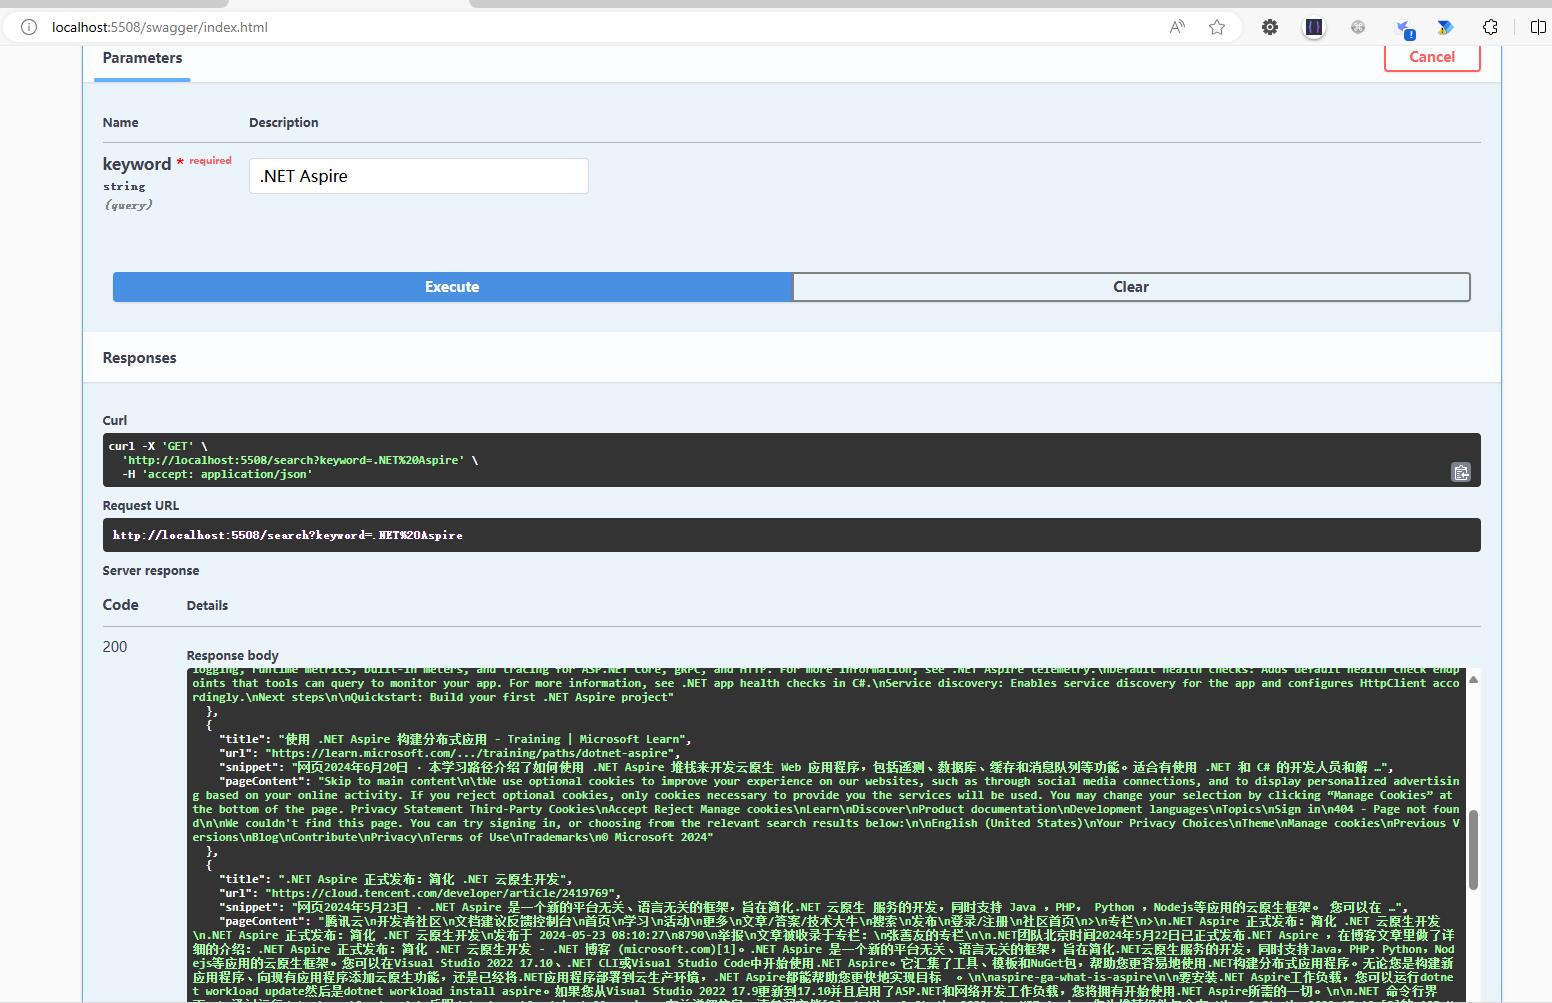 localhost:5508/swagger/index.html
Parameters
Cancel
Name Description
keyword * required
string
(query)
.NET Aspire
Execute Clear
Responses
Curl
curl -X 'GET' \
'http://localhost:5508/search?keyword=.NET%20Aspire' \
-H 'accept: application/json'
Request URL
http://localhost:5508/search?keyword=.NET%20Aspire
Server response
Code Details
200
Response body
logging, runtime metrics, built-in meters, and tracing for ASP.NET Core, gRPC, and HTTP. For more information, see .NET Aspire telemetry.\nDefault health checks: Adds default health check endp
oints that tools can query to monitor your app. For more information, see .NET app health checks in C#.\nService discovery: Enables service discovery for the app and configures HttpClient acco
rdingly.\nNext steps\n\nQuickstart: Build your first .NET Aspire project"
},
{
"title": "使用 .NET Aspire 构建分布式应用 - Training | Microsoft Learn",
"url": "https://learn.microsoft.com/.../training/paths/dotnet-aspire",
"snippet": "网页2024年6月20日 · 本学习路径介绍了如何使用 .NET Aspire 堆栈来开发云原生 Web 应用程序，包括遥测、数据库、缓存和消息队列等功能。适合有使用 .NET 和 C# 的开发人员和解 …",
"pageContent": "Skip to main content\n\tWe use optional cookies to improve your experience on our websites, such as through social media connections, and to display personalized advertisin
g based on your online activity. If you reject optional cookies, only cookies necessary to provide you the services will be used. You may change your selection by clicking “Manage Cookies” at
the bottom of the page. Privacy Statement Third-Party Cookies\nAccept Reject Manage cookies\nLearn\nDiscover\nProduct documentation\nDevelopment languages\nTopics\nSign in\n404 - Page not foun
d\n\nWe couldn't find this page. You can try signing in, or choosing from the relevant search results below:\n\nEnglish (United States)\nYour Privacy Choices\nTheme\nManage cookies\nPrevious V
ersions\nBlog\nContribute\nPrivacy\nTerms of Use\nTrademarks\n© Microsoft 2024"
},
{
"title": ".NET Aspire 正式发布：简化 .NET 云原生开发",
"url": "https://cloud.tencent.com/developer/article/2419769",
"snippet": "网页2024年5月23日 · .NET Aspire 是一个新的平台无关、语言无关的框架，旨在简化.NET 云原生 服务的开发，同时支持 Java ，PHP， Python ，Nodejs等应用的云原生框架。 您可以在 …",
"pageContent": "腾讯云\n开发者社区\n文档建议反馈控制台\n首页\n学习\n活动\n更多\n文章/答案/技术大牛\n搜索\n发布\n登录/注册\n社区首页\n>\n专栏\n>\n.NET Aspire 正式发布：简化 .NET 云原生开发
\n.NET Aspire 正式发布：简化 .NET 云原生开发\n发布于 2024-05-23 08:10:27\n8790\n举报\n文章被收录于专栏：\n张善友的专栏\n\n.NET团队北京时间2024年5月22日已正式发布.NET Aspire ，在博客文章里做了详
细的介绍：.NET Aspire 正式发布：简化 .NET 云原生开发 - .NET 博客 (microsoft.com)[1]。.NET Aspire 是一个新的平台无关、语言无关的框架，旨在简化.NET云原生服务的开发，同时支持Java，PHP，Python，Nod
ejs等应用的云原生框架。您可以在Visual Studio 2022 17.10、.NET CLI或Visual Studio Code中开始使用.NET Aspire。它汇集了工具、模板和NuGet包，帮助您更容易地使用.NET构建分布式应用程序。无论您是构建新
应用程序、向现有应用程序添加云原生功能，还是已经将.NET应用程序部署到云生产环境，.NET Aspire都能帮助您更快地实现目标 。\n\naspire-ga-what-is-aspire\n\n要安装.NET Aspire工作负载，您可以运行dotne
t workload update然后是dotnet workload install aspire。如果您从Visual Studio 2022 17.9更新到17.10并且启用了ASP.NET和网络开发工作负载，您将拥有开始使用.NET Aspire所需的一切。\n\n.NET 命令行界